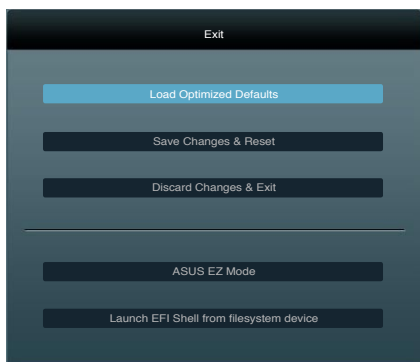 Exit
Load Optimized Defaults
Save Changes & Reset
Discard Changes & Exit
ASUS EZ Mode
Launch EFI Shell from filesystem device